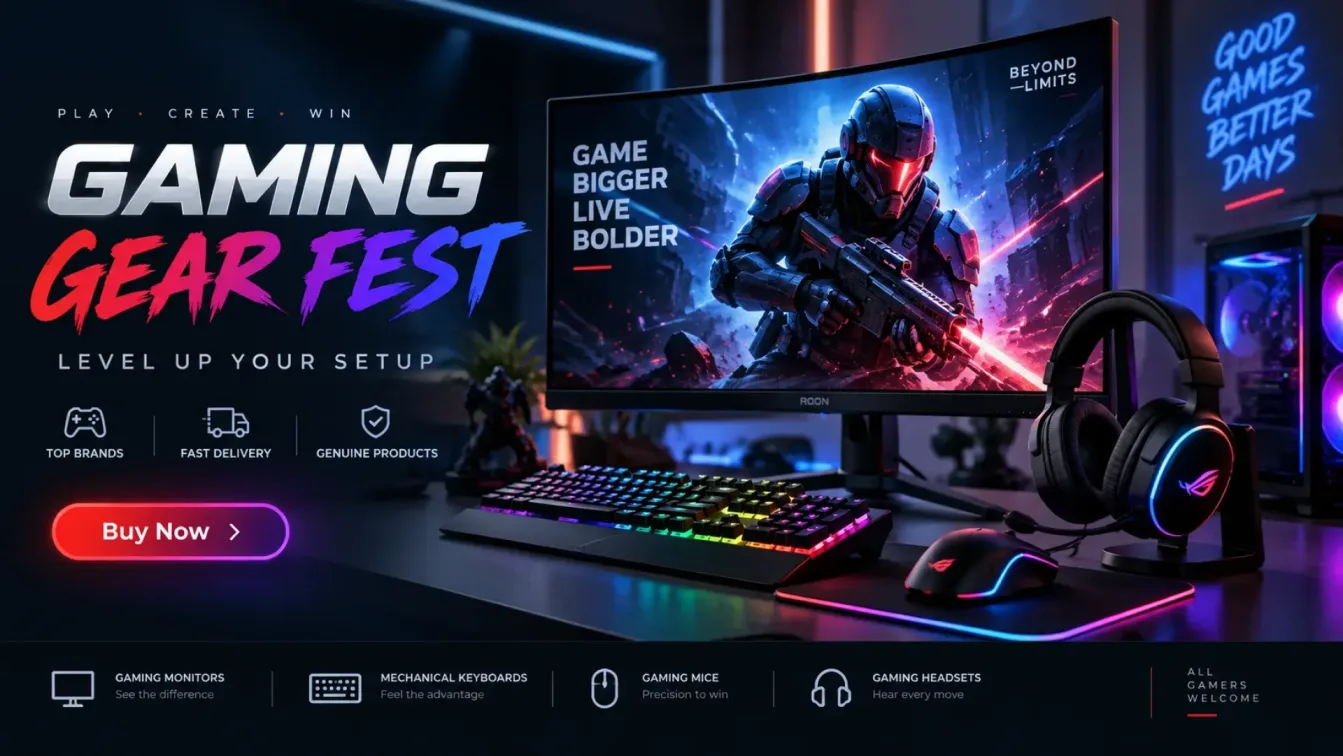 PLAY · CREATE · WIN
GAMING
GEAR FEST
LEVEL UP YOUR SETUP
TOP BRANDS
FAST DELIVERY
GENUINE PRODUCTS
Buy Now
GAME
BIGGER
LIVE
BOLDER
BEYOND
—LIMITS
GOOD
GAMES
BETTER
DAYS
ROON
GAMING MONITORS
See the difference
MECHANICAL KEYBOARDS
Feel the advantage
GAMING MICE
Precision to win
GAMING HEADSETS
Hear every move
ALL
GAMERS
WELCOME